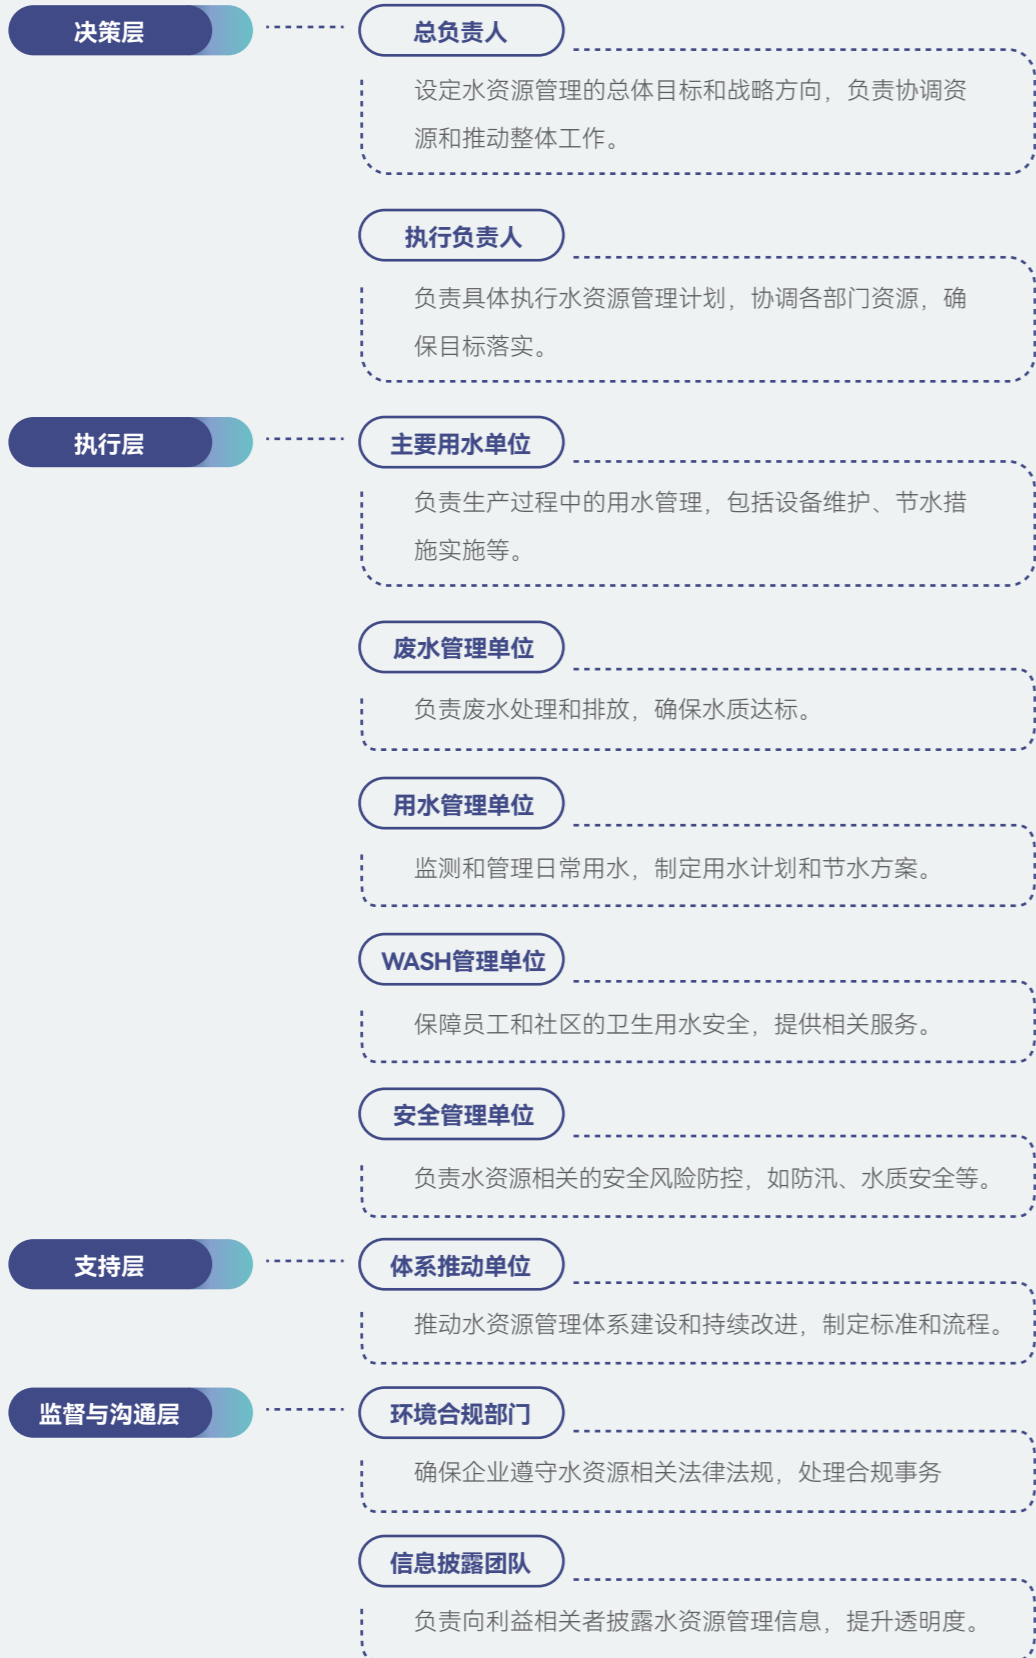 决策层
总负责人
设定水资源管理的总体目标和战略方向，负责协调资
源和推动整体工作。
执行负责人
负责具体执行水资源管理计划，协调各部门资源，确
保目标落实。
执行层
主要用水单位
负责生产过程中的用水管理，包括设备维护、节水措
施实施等。
废水管理单位
负责废水处理和排放，确保水质达标。
用水管理单位
监测和管理日常用水，制定用水计划和节水方案。
WASH管理单位
保障员工和社区的卫生用水安全，提供相关服务。
安全管理单位
负责水资源相关的安全风险防控，如防汛、水质安全等。
支持层
体系推动单位
推动水资源管理体系建设和持续改进，制定标准和流程。
监督与沟通层
环境合规部门
确保企业遵守水资源相关法律法规，处理合规事务
信息披露团队
负责向利益相关者披露水资源管理信息，提升透明度。